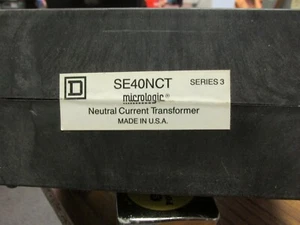 SE40NCT SERIES 3
micrologic®
Neutral Current Transformer
MADE IN U.S.A.